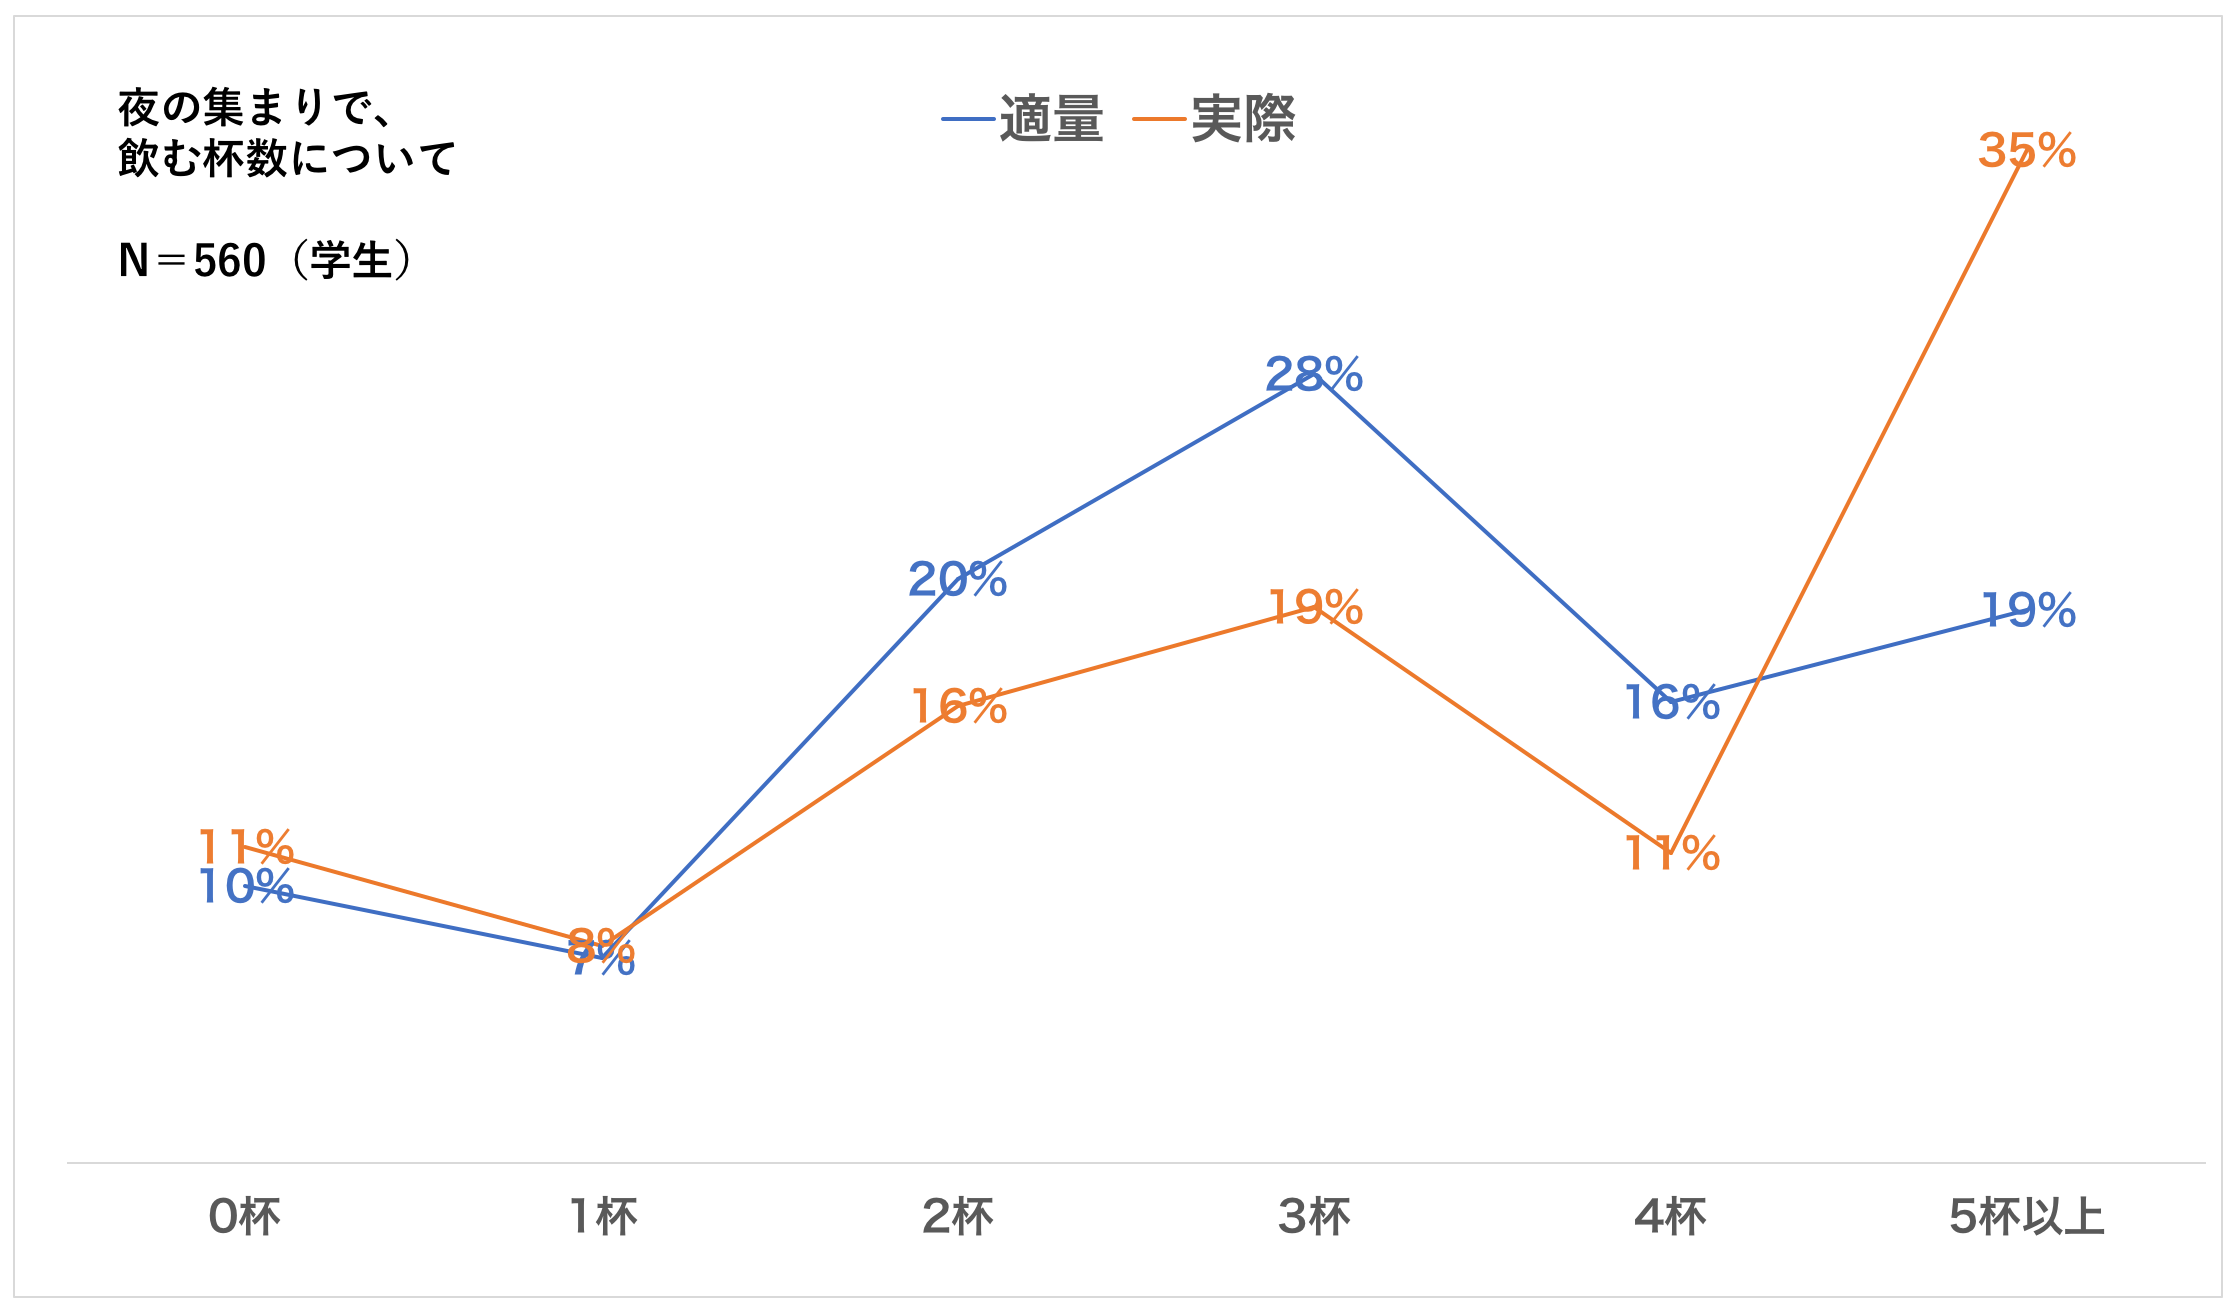 夜の集まりで、
飲む杯数について
N＝560（学生）
適量 実際
35%
28%
20%
19%
19%
16%
16%
11%
11%
10%
8%
7%
0杯 1杯 2杯 3杯 4杯 5杯以上